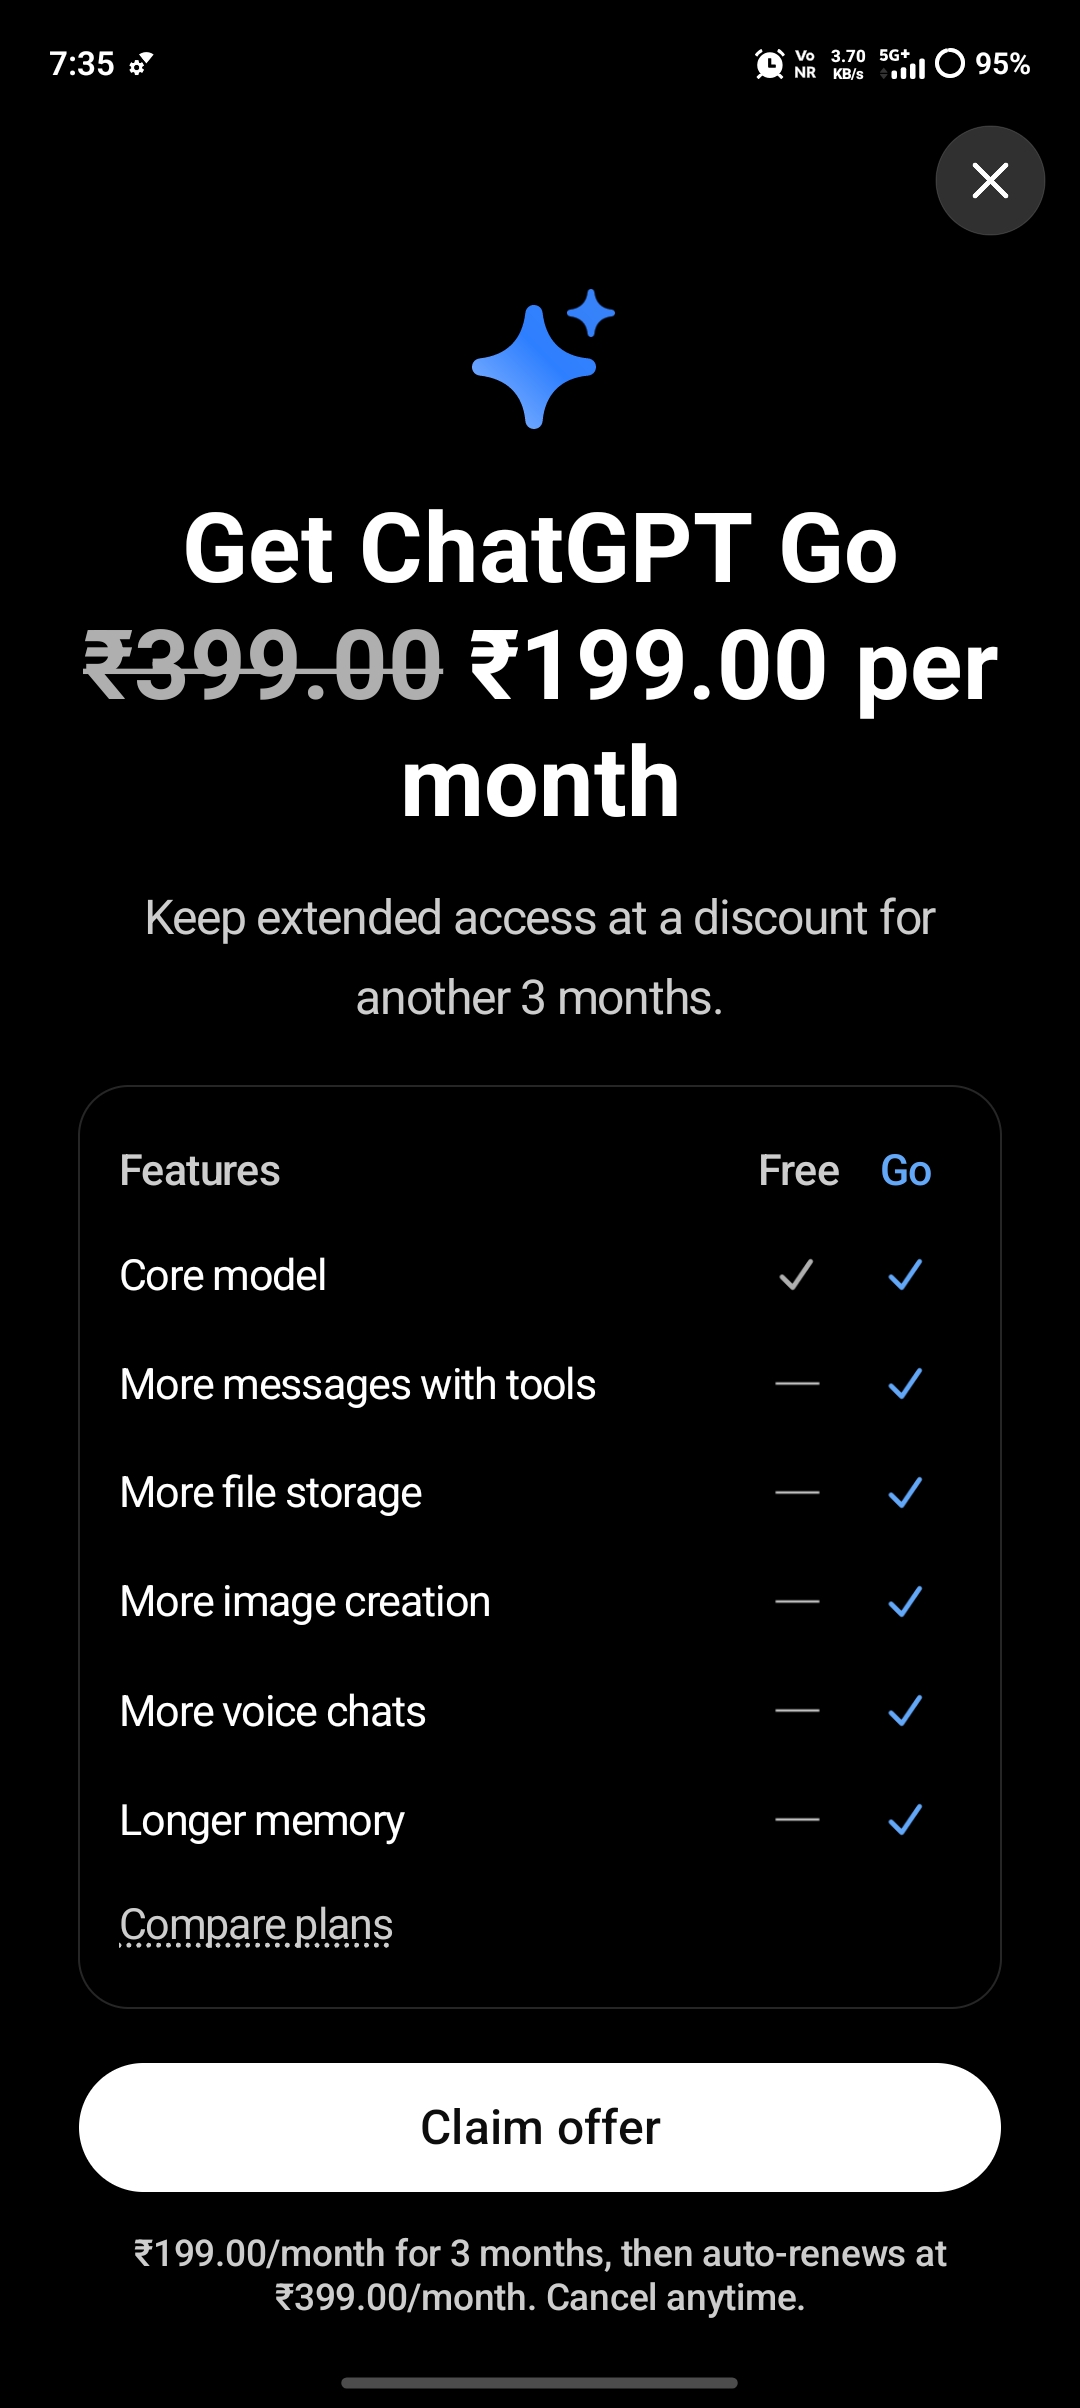 7:35
Vo
NR
3.70
KB/s
5G+
95%
Get ChatGPT Go
₹399.00 ₹199.00 per
month
Keep extended access at a discount for
another 3 months.
Features Free Go
Core model
More messages with tools
More file storage
More image creation
More voice chats
Longer memory
Compare plans
Claim offer
₹199.00/month for 3 months, then auto-renews at
₹399.00/month. Cancel anytime.